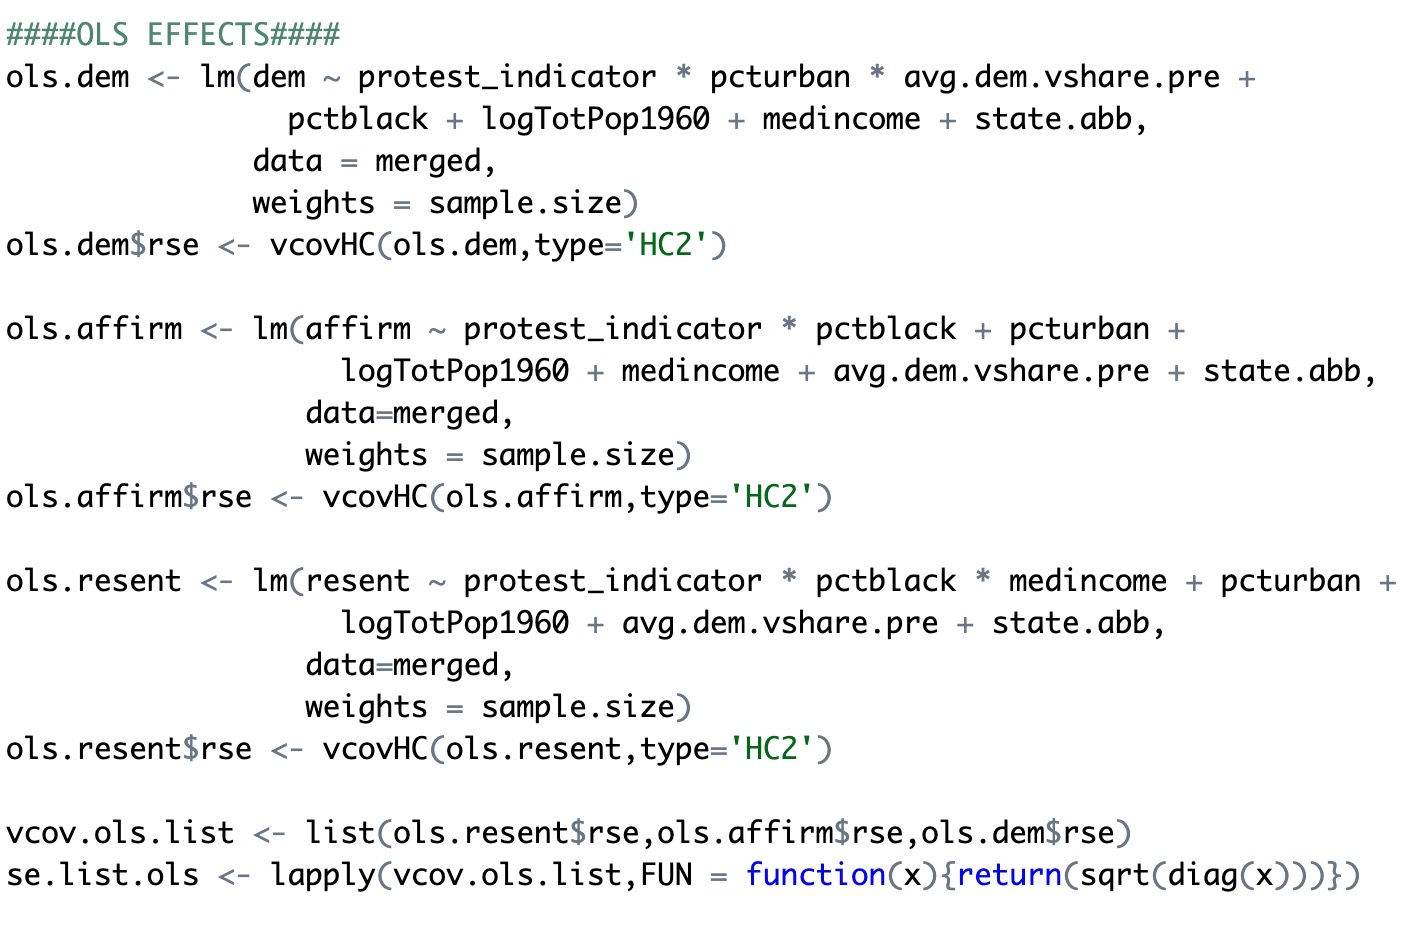 ####OLS EFFECTS####
ols.dem <- lm(dem ~ protest_indicator * pcturban * avg.dem.vshare.pre +
                pctblack + logTotPop1960 + medincome + state.abb,
              data = merged,
              weights = sample.size)
ols.dem$rse <- vcovHC(ols.dem,type='HC2')

ols.affirm <- lm(affirm ~ protest_indicator * pctblack + pcturban +
                   logTotPop1960 + medincome + avg.dem.vshare.pre + state.abb,
                 data=merged,
                 weights = sample.size)
ols.affirm$rse <- vcovHC(ols.affirm,type='HC2')

ols.resent <- lm(resent ~ protest_indicator * pctblack * medincome + pcturban +
                   logTotPop1960 + avg.dem.vshare.pre + state.abb,
                 data=merged,
                 weights = sample.size)
ols.resent$rse <- vcovHC(ols.resent,type='HC2')

vcov.ols.list <- list(ols.resent$rse,ols.affirm$rse,ols.dem$rse)
se.list.ols <- lapply(vcov.ols.list,FUN = function(x){return(sqrt(diag(x)))})